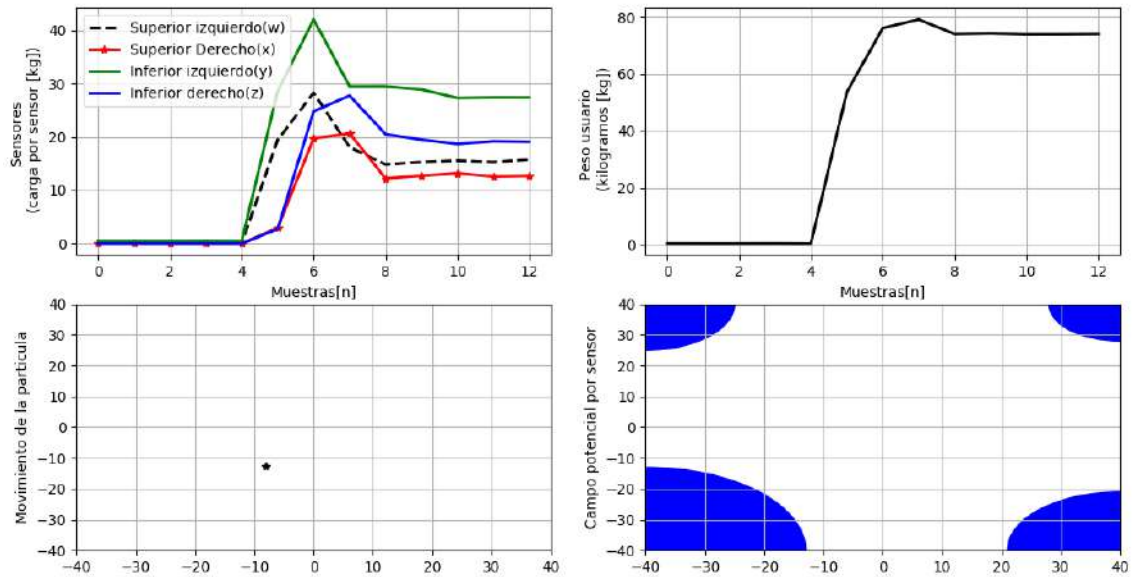 Sensores
(carga por sensor [kg])
40
30
20
10
0
Superior izquierdo(w)
Superior Derecho(x)
Inferior izquierdo(y)
Inferior derecho(z)
0 2 4 6 8 10 12
Muestras[n]
Peso usuario
(kilogramos [kg])
80
60
40
20
0
0 2 4 6 8 10 12
Muestras[n]
Movimiento de la particula
40
30
20
10
0
−10
−20
−30
−40
−40 −30 −20 −10 0 10 20 30 40
Campo potencial por sensor
40
30
20
10
0
−10
−20
−30
−40
−40 −30 −20 −10 0 10 20 30 40